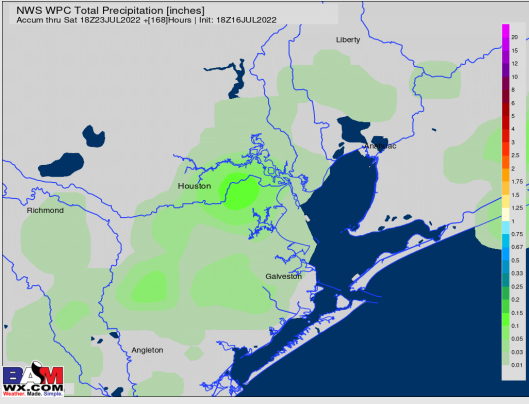 NWS WPC Total Precipitation [inches]
Accum thru Sat 18Z23JUL2022 +[168]Hours | Init: 18Z16JUL2022
Liberty
Anahuac
Houston
Richmond
Galveston
Angleton
20
15
12
10
8
6
5
4
3
2.5
2
1.75
1.5
1.25
1
0.75
0.67
0.5
0.33
0.25
0.2
0.15
0.1
0.05
0.03
0.01
BAM
WX.COM
Weather. Made. Simple.